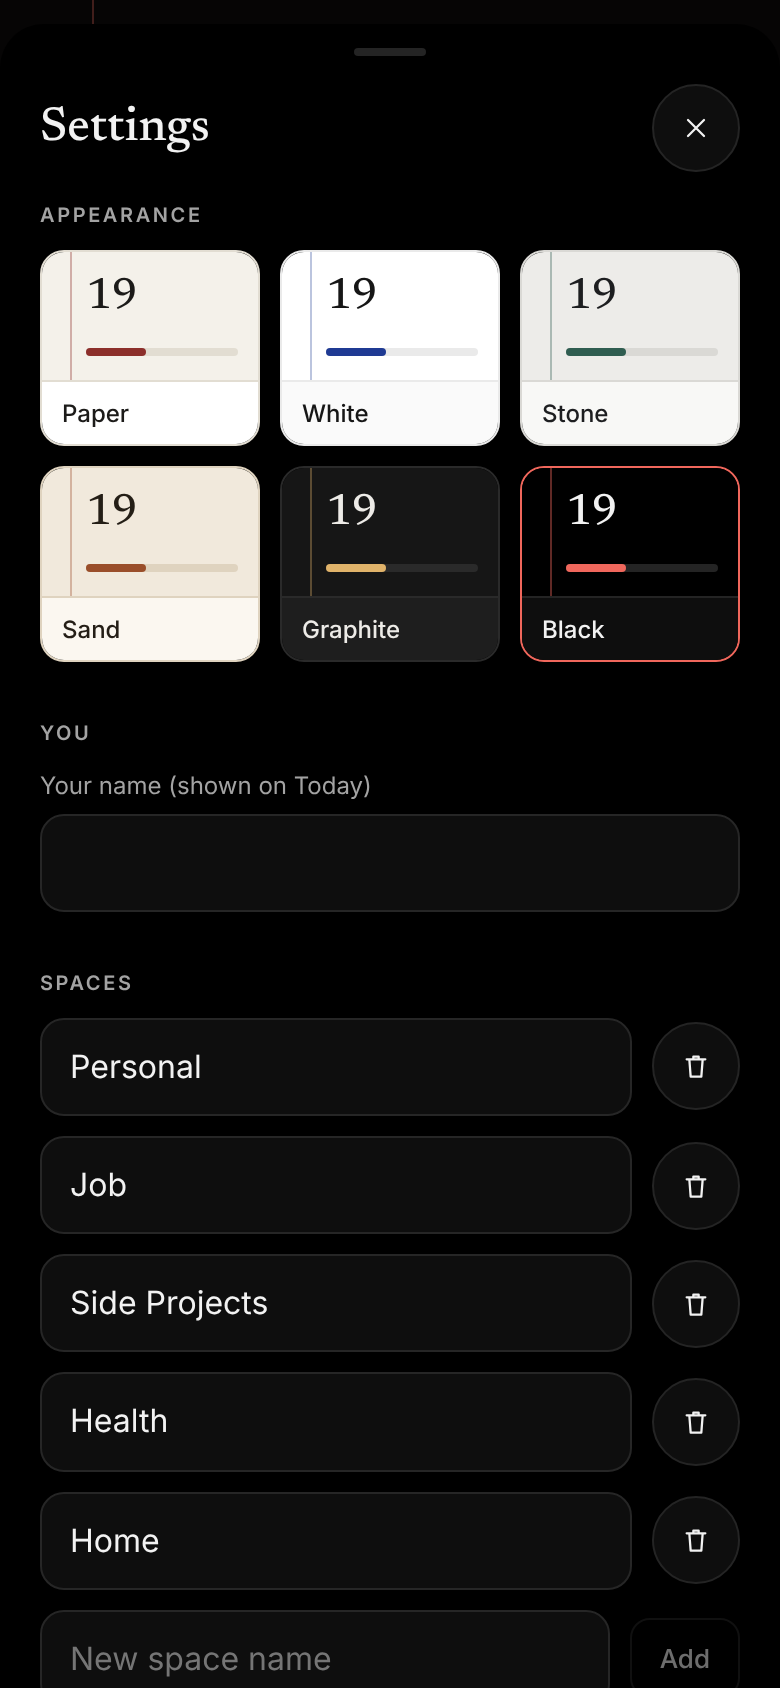 Settings
APPEARANCE
19
19
19
Paper
White
Stone
19
19
19
Sand
Graphite
Black
YOU
Your name (shown on Today)
SPACES
Personal
Job
Side Projects
Health
Home
New space name
Add